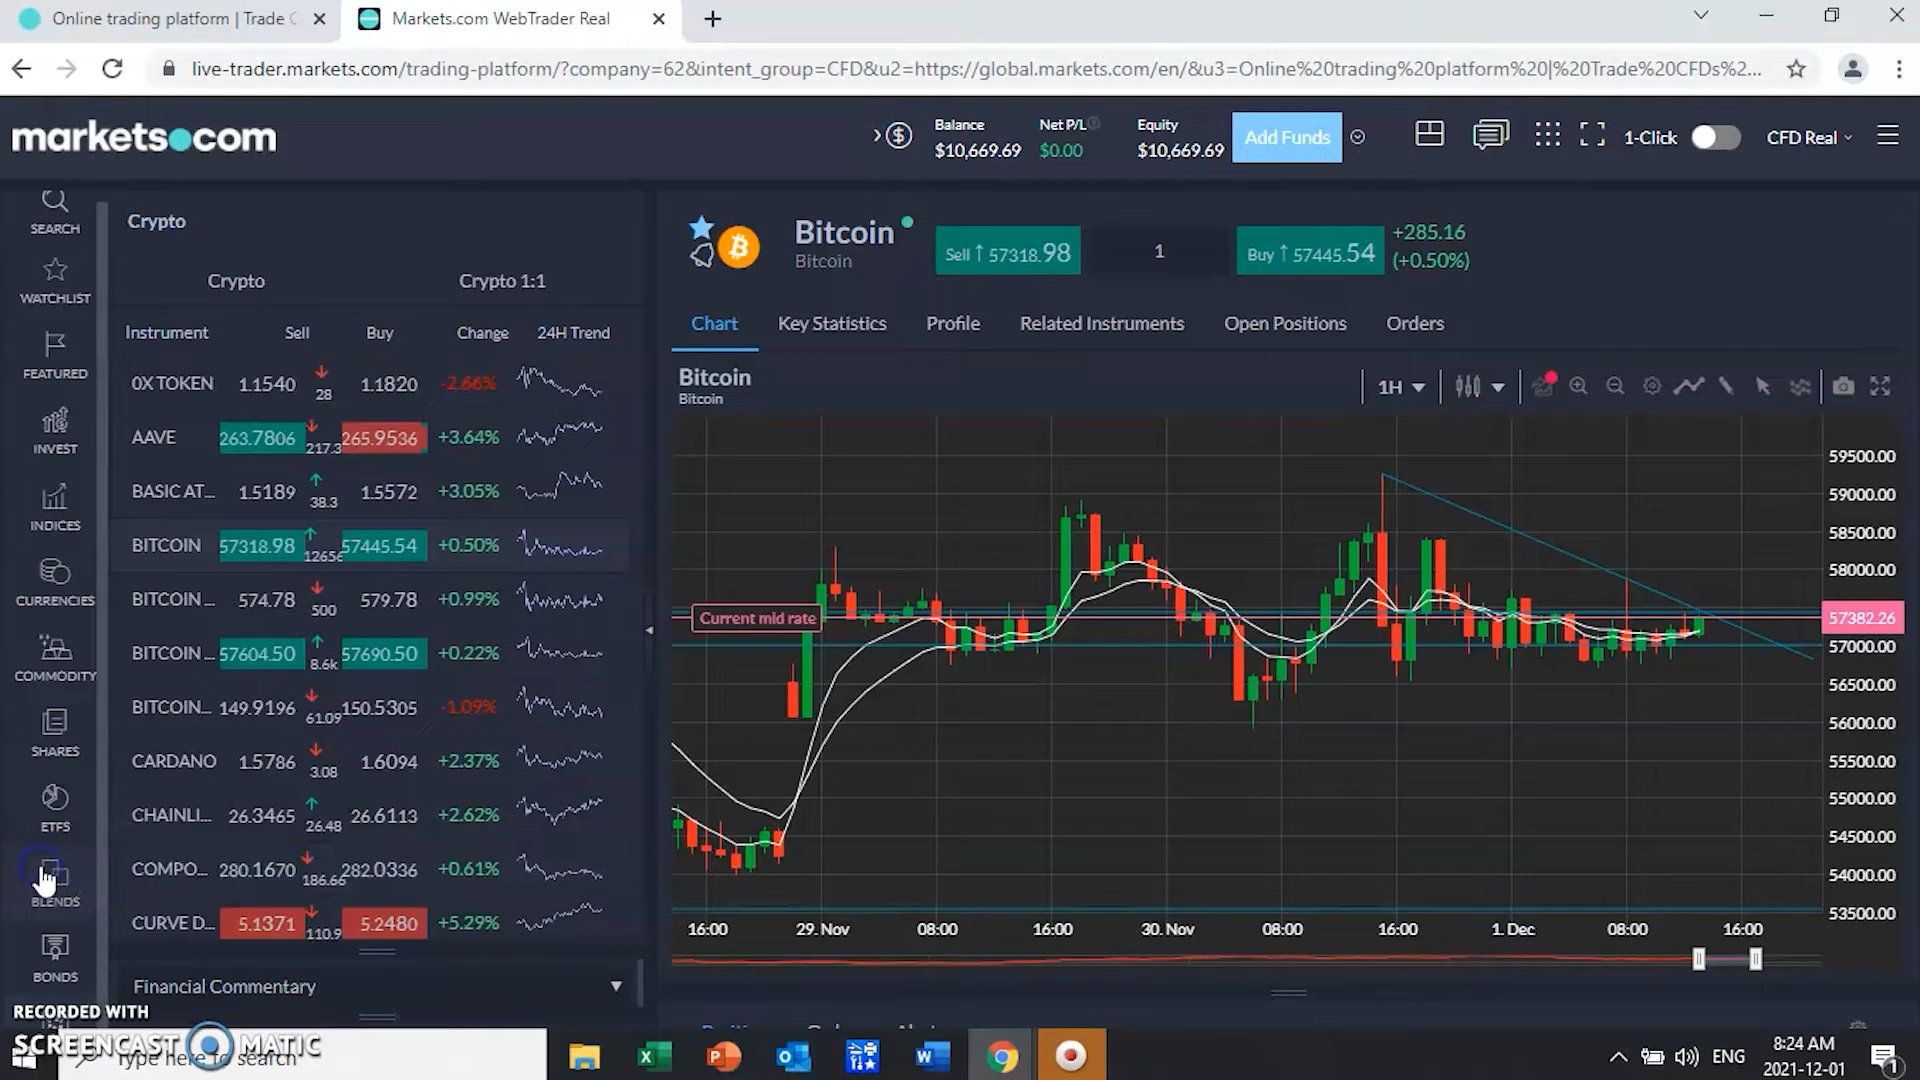 Online trading platform | Trade C
Markets.com WebTrader Real
live-trader.markets.com/trading-platform/?company=62&intent_group=CFD&u2=https://global.markets.com/en/&u3=Online%20trading%20platform%20|%20Trade%20CFDs%2...
markets.com
Balance
$10,669.69
Net P/L
$0.00
Equity
$10,669.69
Add Funds
1-Click
CFD Real
SEARCH
WATCHLIST
FEATURED
INVEST
INDICES
CURRENCIES
COMMODITY
SHARES
ETFS
BLENDS
BONDS
Crypto
Crypto Crypto 1:1
Instrument Sell Buy Change 24H Trend
0X TOKEN 1.1540 28 1.1820 -2.66%
AAVE 263.7806 217.3 265.9536 +3.64%
BASIC AT... 1.5189 38.3 1.5572 +3.05%
BITCOIN 57318.98 12656 57445.54 +0.50%
BITCOIN ... 574.78 500 579.78 +0.99%
BITCOIN ... 57604.50 8.6k 57690.50 +0.22%
BITCOIN... 149.9196 61.09 150.5305 -1.09%
CARDANO 1.5786 3.08 1.6094 +2.37%
CHAINLI... 26.3465 26.48 26.6113 +2.62%
COMPO... 280.1670 186.66 282.0336 +0.61%
CURVE D... 5.1371 110.9 5.2480 +5.29%
Financial Commentary
Bitcoin
Bitcoin
Sell 57318.98
1
Buy 57445.54
+285.16
(+0.50%)
Chart Key Statistics Profile Related Instruments Open Positions Orders
Bitcoin
Bitcoin
1H
Current mid rate
59500.00
59000.00
58500.00
58000.00
57382.26
57000.00
56500.00
56000.00
55500.00
55000.00
54500.00
54000.00
53500.00
16:00 29. Nov 08:00 16:00 30. Nov 08:00 16:00 1. Dec 08:00 16:00
RECORDED WITH
SCREENCAST MATIC
Type here to search
ENG
8:24 AM
2021-12-01
1